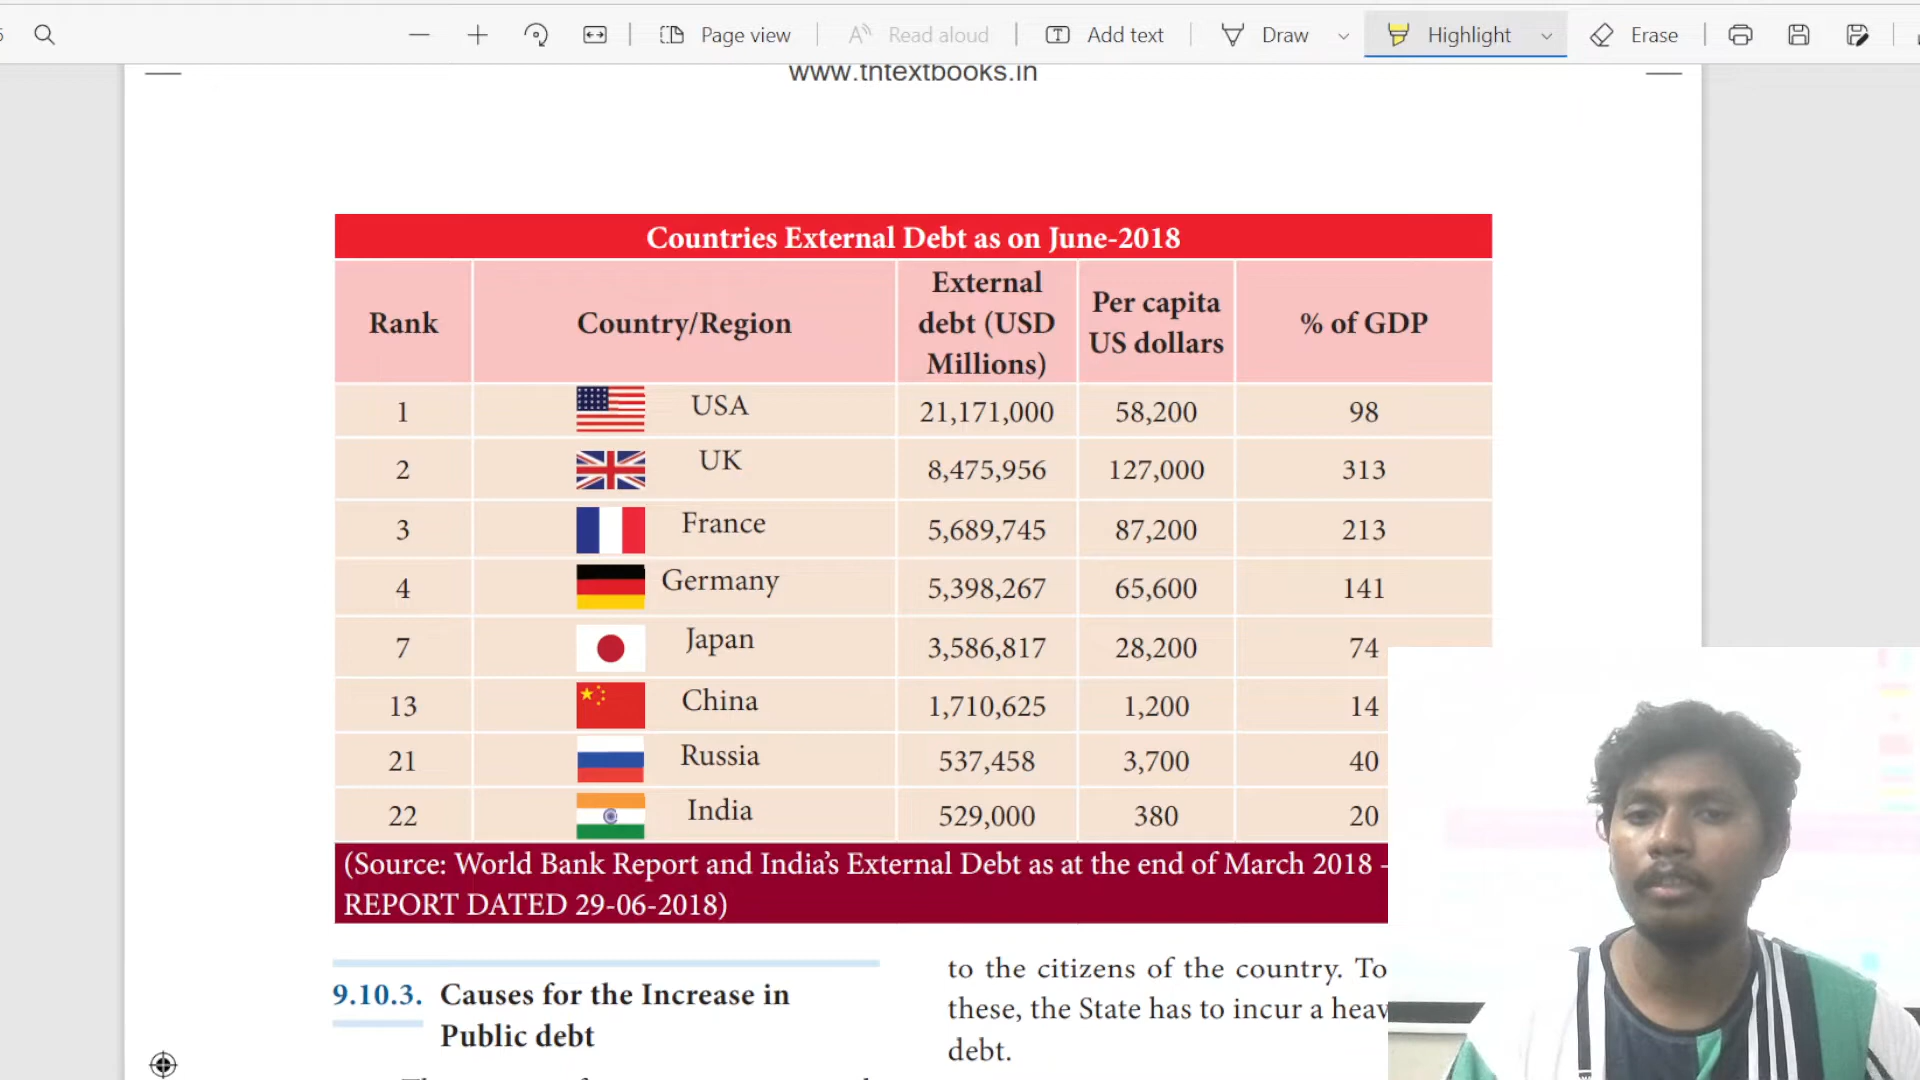 Page view
Read aloud
Add text
Draw
Highlight
Erase
www.tntextbooks.in
Countries External Debt as on June-2018
Rank Country/Region External debt (USD Millions) Per capita US dollars % of GDP
1 USA 21,171,000 58,200 98
2 UK 8,475,956 127,000 313
3 France 5,689,745 87,200 213
4 Germany 5,398,267 65,600 141
7 Japan 3,586,817 28,200 74
13 China 1,710,625 1,200 14
21 Russia 537,458 3,700 40
22 India 529,000 380 20
(Source: World Bank Report and India's External Debt as at the end of March 2018 -
REPORT DATED 29-06-2018)
9.10.3. Causes for the Increase in
Public debt
to the citizens of the country. To
these, the State has to incur a
debt.